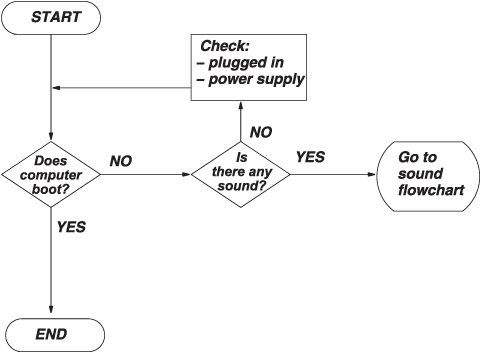 START
Check:
– plugged in
– power supply
NO
Does
computer
boot?
NO
Is
there any
sound?
YES
Go to
sound
flowchart
YES
END